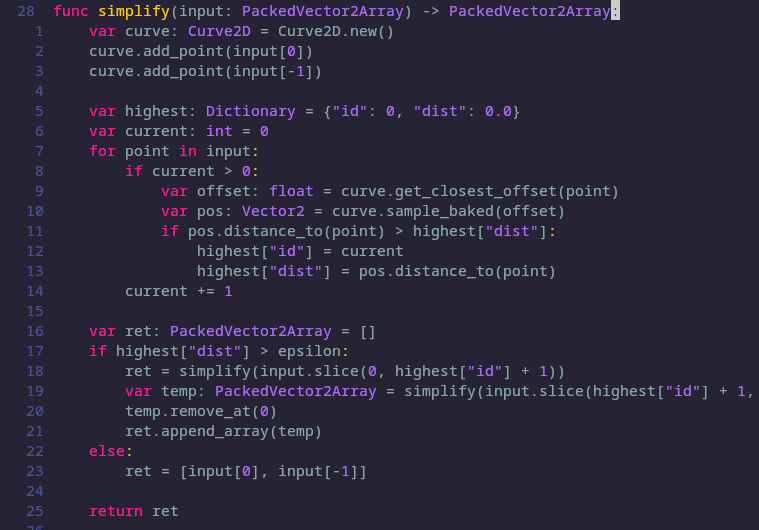 28 func simplify(input: PackedVector2Array) -> PackedVector2Array:
1 var curve: Curve2D = Curve2D.new()
2 curve.add_point(input[0])
3 curve.add_point(input[-1])
4
5 var highest: Dictionary = {"id": 0, "dist": 0.0}
6 var current: int = 0
7 for point in input:
8 if current > 0:
9 var offset: float = curve.get_closest_offset(point)
10 var pos: Vector2 = curve.sample_baked(offset)
11 if pos.distance_to(point) > highest["dist"]:
12 highest["id"] = current
13 highest["dist"] = pos.distance_to(point)
14 current += 1
15
16 var ret: PackedVector2Array = []
17 if highest["dist"] > epsilon:
18 ret = simplify(input.slice(0, highest["id"] + 1))
19 var temp: PackedVector2Array = simplify(input.slice(highest["id"] + 1,
20 temp.remove_at(0)
21 ret.append_array(temp)
22 else:
23 ret = [input[0], input[-1]]
24
25 return ret